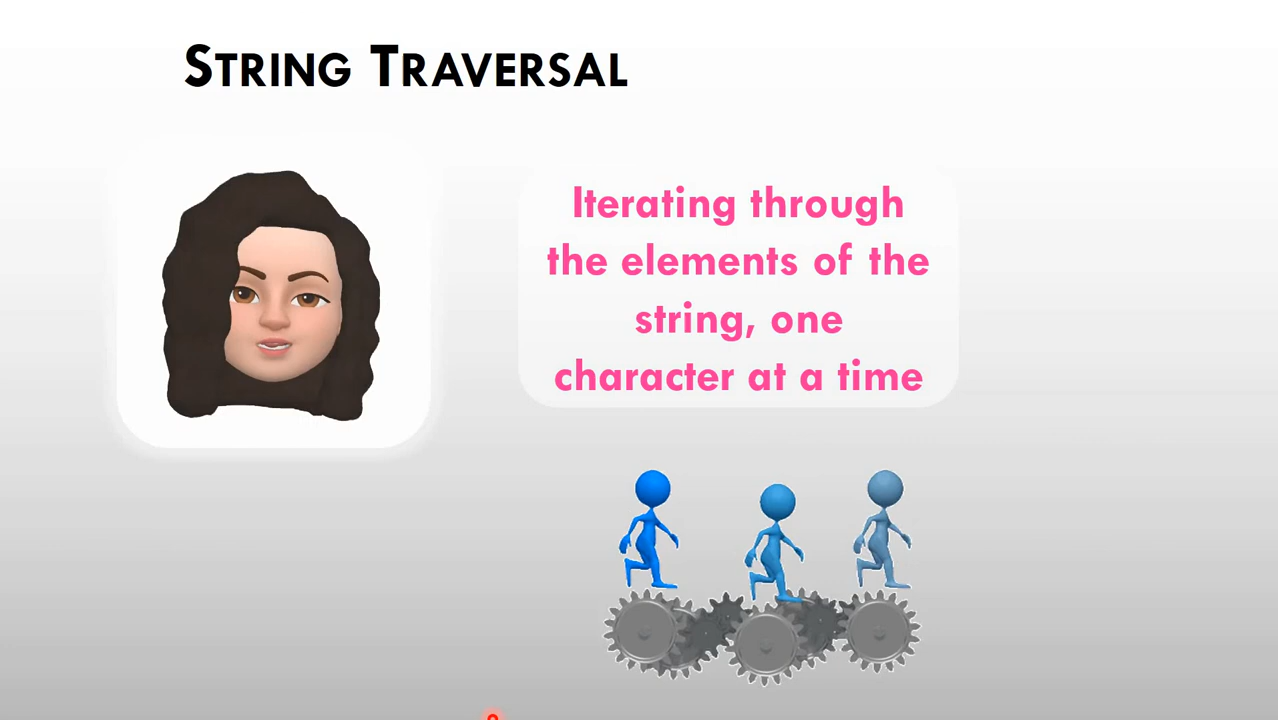 STRING TRAVERSAL
Iterating through
the elements of the
string, one
character at a time